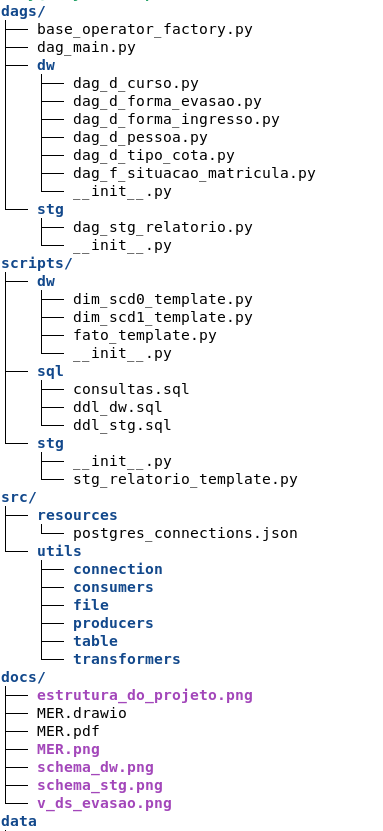 dags/
base_operator_factory.py
dag_main.py
dw
dag_d_curso.py
dag_d_forma_evasao.py
dag_d_forma_ingresso.py
dag_d_pessoa.py
dag_d_tipo_cota.py
dag_f_situacao_matricula.py
__init__.py
stg
dag_stg_relatorio.py
__init__.py
scripts/
dw
dim_scd0_template.py
dim_scd1_template.py
fato_template.py
__init__.py
sql
consultas.sql
ddl_dw.sql
ddl_stg.sql
stg
__init__.py
stg_relatorio_template.py
src/
resources
postgres_connections.json
utils
connection
consumers
file
producers
table
transformers
docs/
estrutura_do_projeto.png
MER.drawio
MER.pdf
MER.png
schema_dw.png
schema_stg.png
v_ds_evasao.png
data